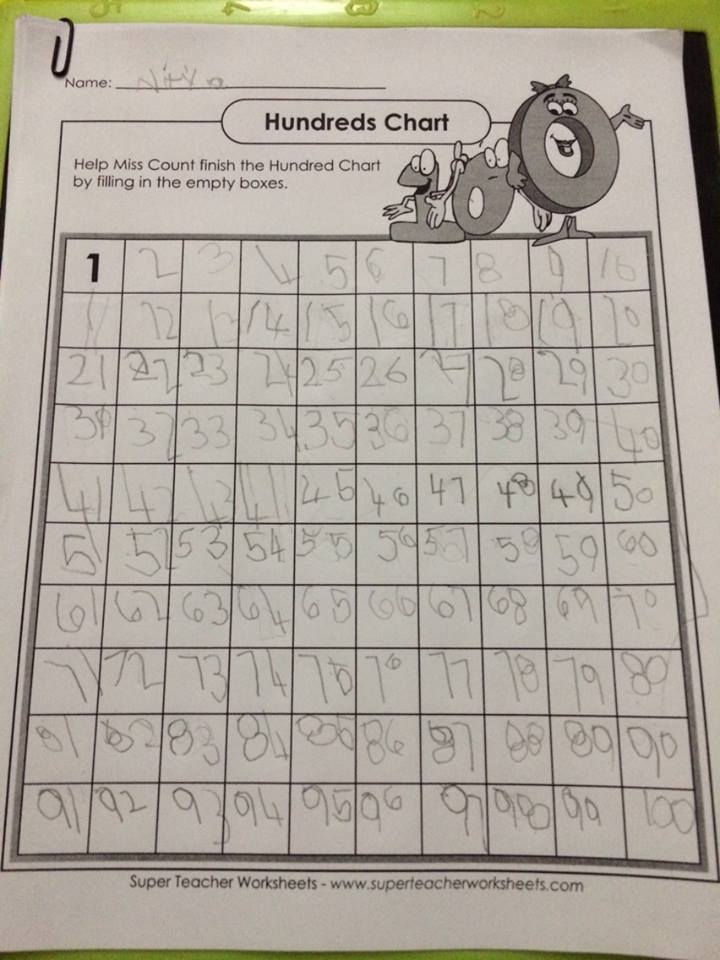 Name: Nitya
Hundreds Chart
Help Miss Count finish the Hundred Chart
by filling in the empty boxes.
1 2 3 4 5 6 7 8 9 10
11 12 13 14 15 16 17 18 19 20
21 22 23 24 25 26 27 28 29 30
31 32 33 34 35 36 37 38 39 40
41 42 43 44 45 46 47 48 49 50
51 52 53 54 55 56 57 58 59 60
61 62 63 64 65 66 67 68 69 70
71 72 73 74 75 76 77 78 79 80
81 82 83 84 85 86 87 88 89 90
91 92 93 94 95 96 97 98 99 100
Super Teacher Worksheets - www.superteacherworksheets.com